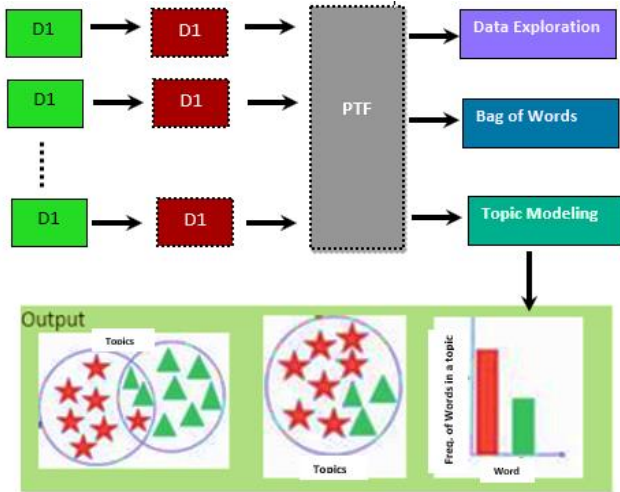 D1
D1
Data Exploration
D1
D1
PTF
Bag of Words
D1
D1
Topic Modeling
Output
Topics
Topics
Freq. of Words in a topic
Word